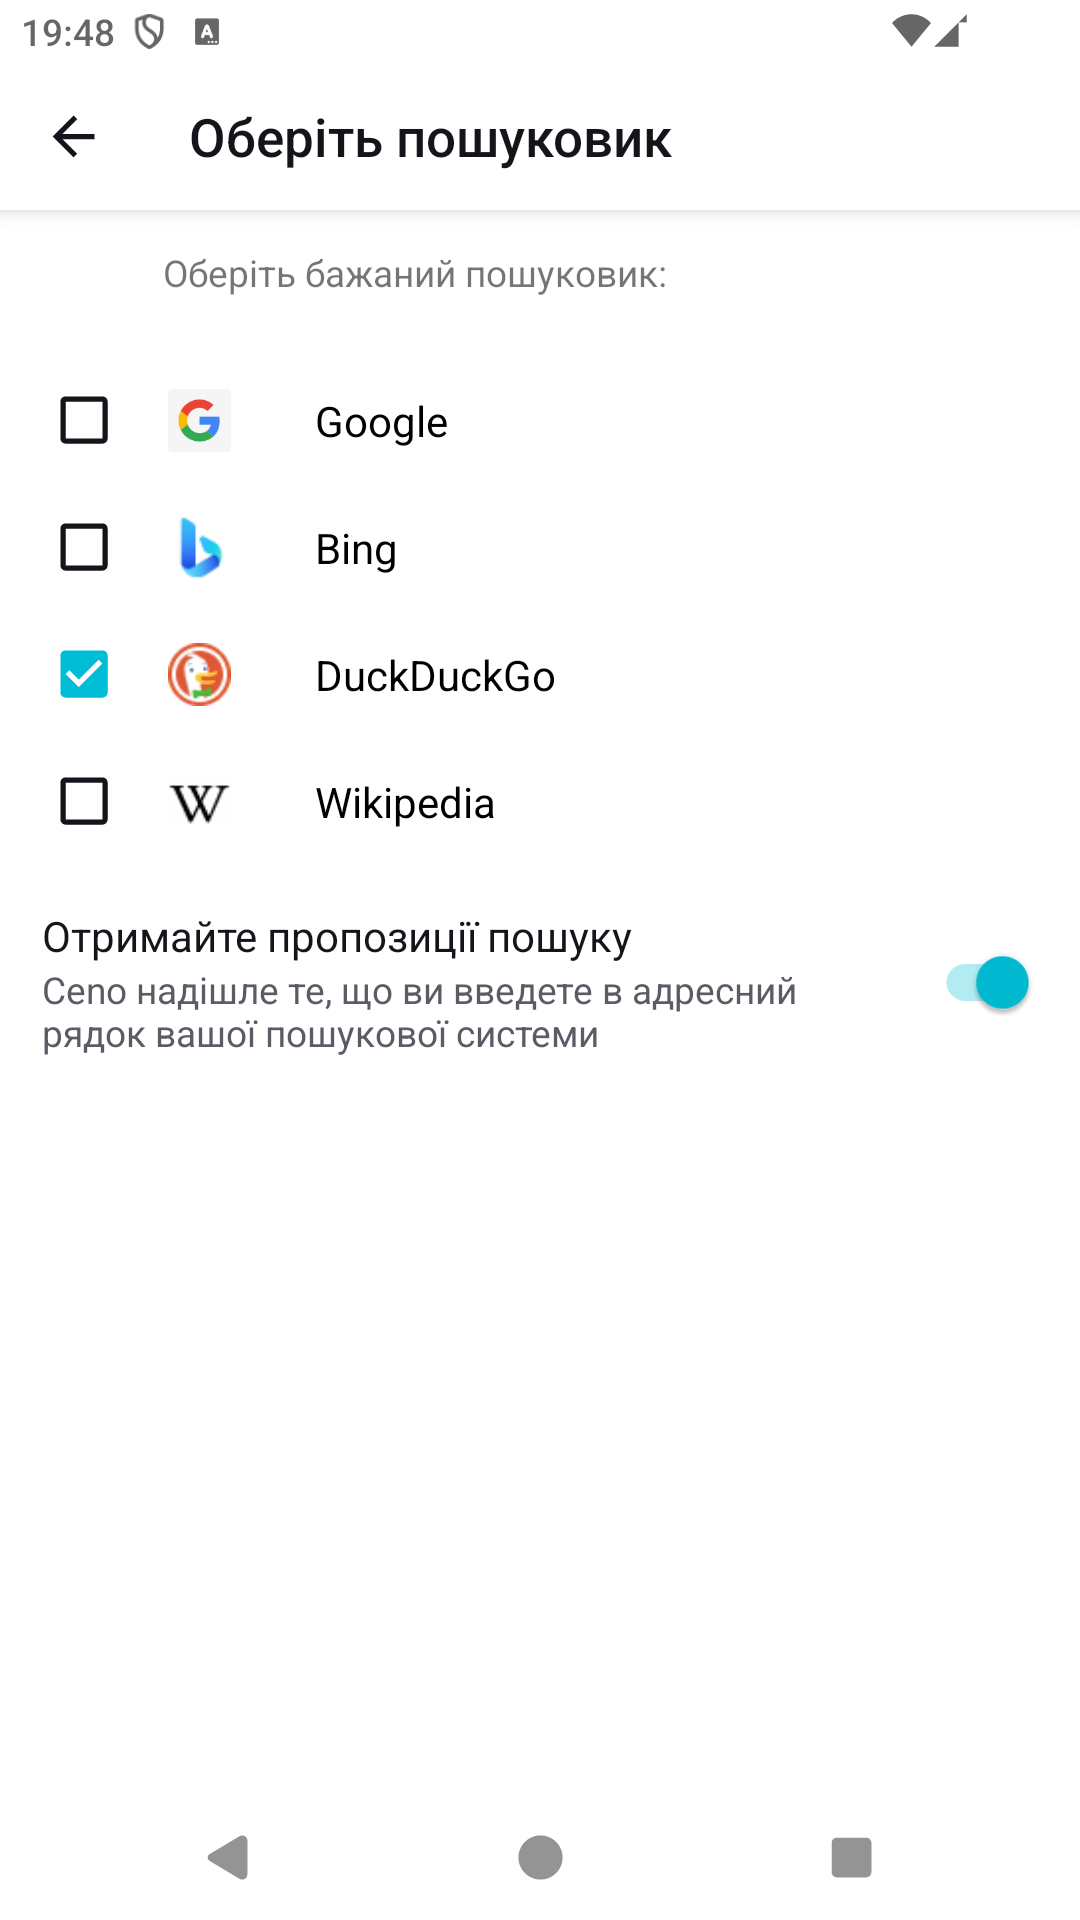 19:48
Оберіть пошуковик
Оберіть бажаний пошуковик:
Google
Bing
DuckDuckGo
Wikipedia
Отримайте пропозиції пошуку
Ceno надішле те, що ви введете в адресний
рядок вашої пошукової системи